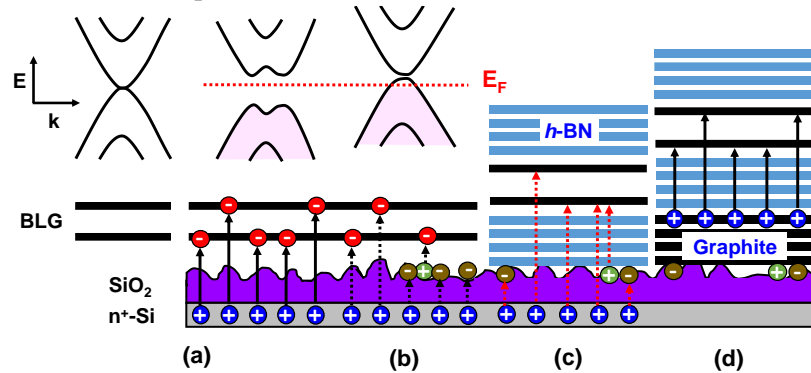 E
k
E_F
h-BN
BLG
Graphite
SiO₂
n⁺-Si
(a)
(b)
(c)
(d)